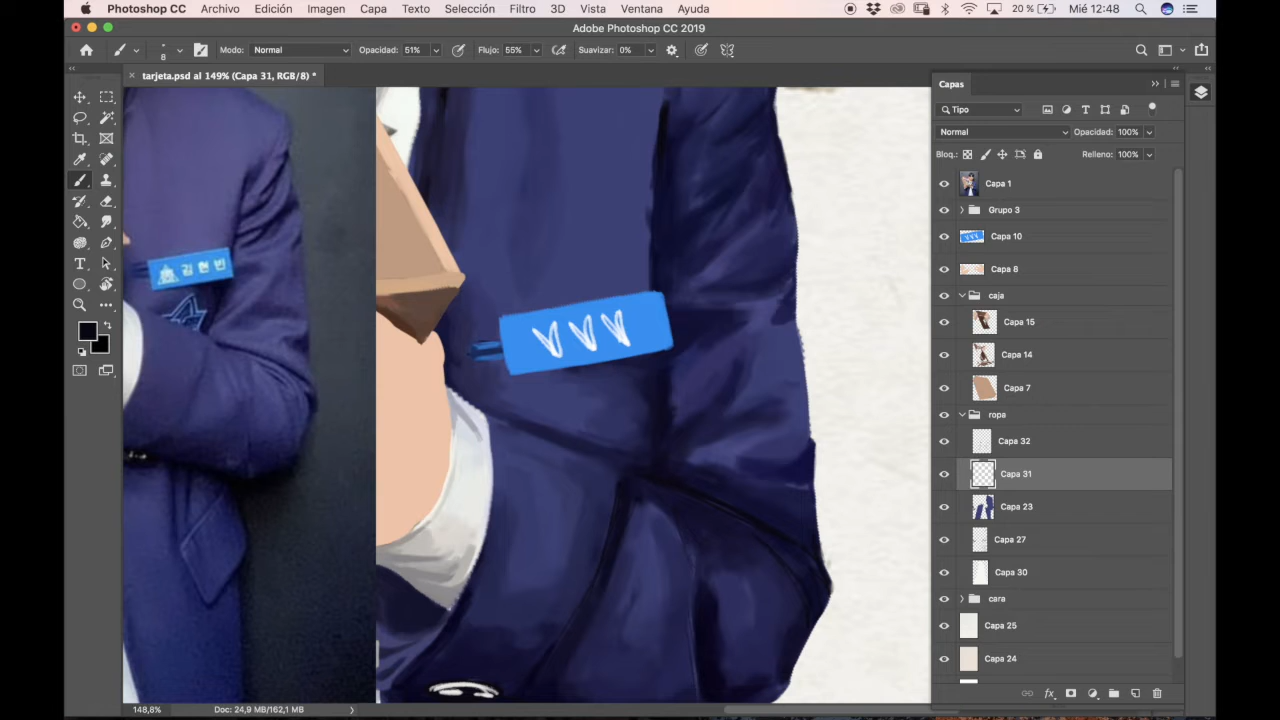 Photoshop CC Archivo Edición Imagen Capa Texto Selección Filtro 3D Vista Ventana Ayuda 20 % Mié 12:48
Adobe Photoshop CC 2019
8 Modo: Normal Opacidad: 51% Flujo: 55% Suavizar: 0%
tarjeta.psd al 149% (Capa 31, RGB/8) *
Capas
Tipo
Normal Opacidad: 100%
Bloq.: Relleno: 100%
Capa 1
Grupo 3
Capa 10
Capa 8
caja
Capa 15
Capa 14
Capa 7
ropa
Capa 32
Capa 31
Capa 23
Capa 27
Capa 30
cara
Capa 25
Capa 24
김현빈
148,8% Doc: 24,9 MB/162,1 MB